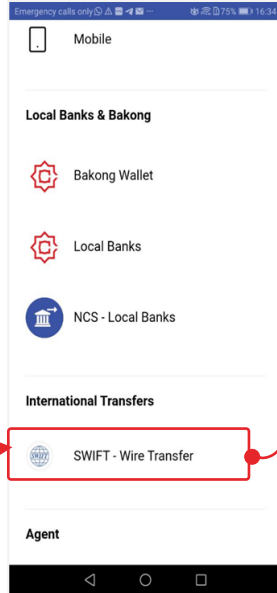 Emergency calls only 75% 16:34
Mobile
Local Banks & Bakong
Bakong Wallet
Local Banks
NCS - Local Banks
International Transfers
SWIFT
SWIFT - Wire Transfer
Agent